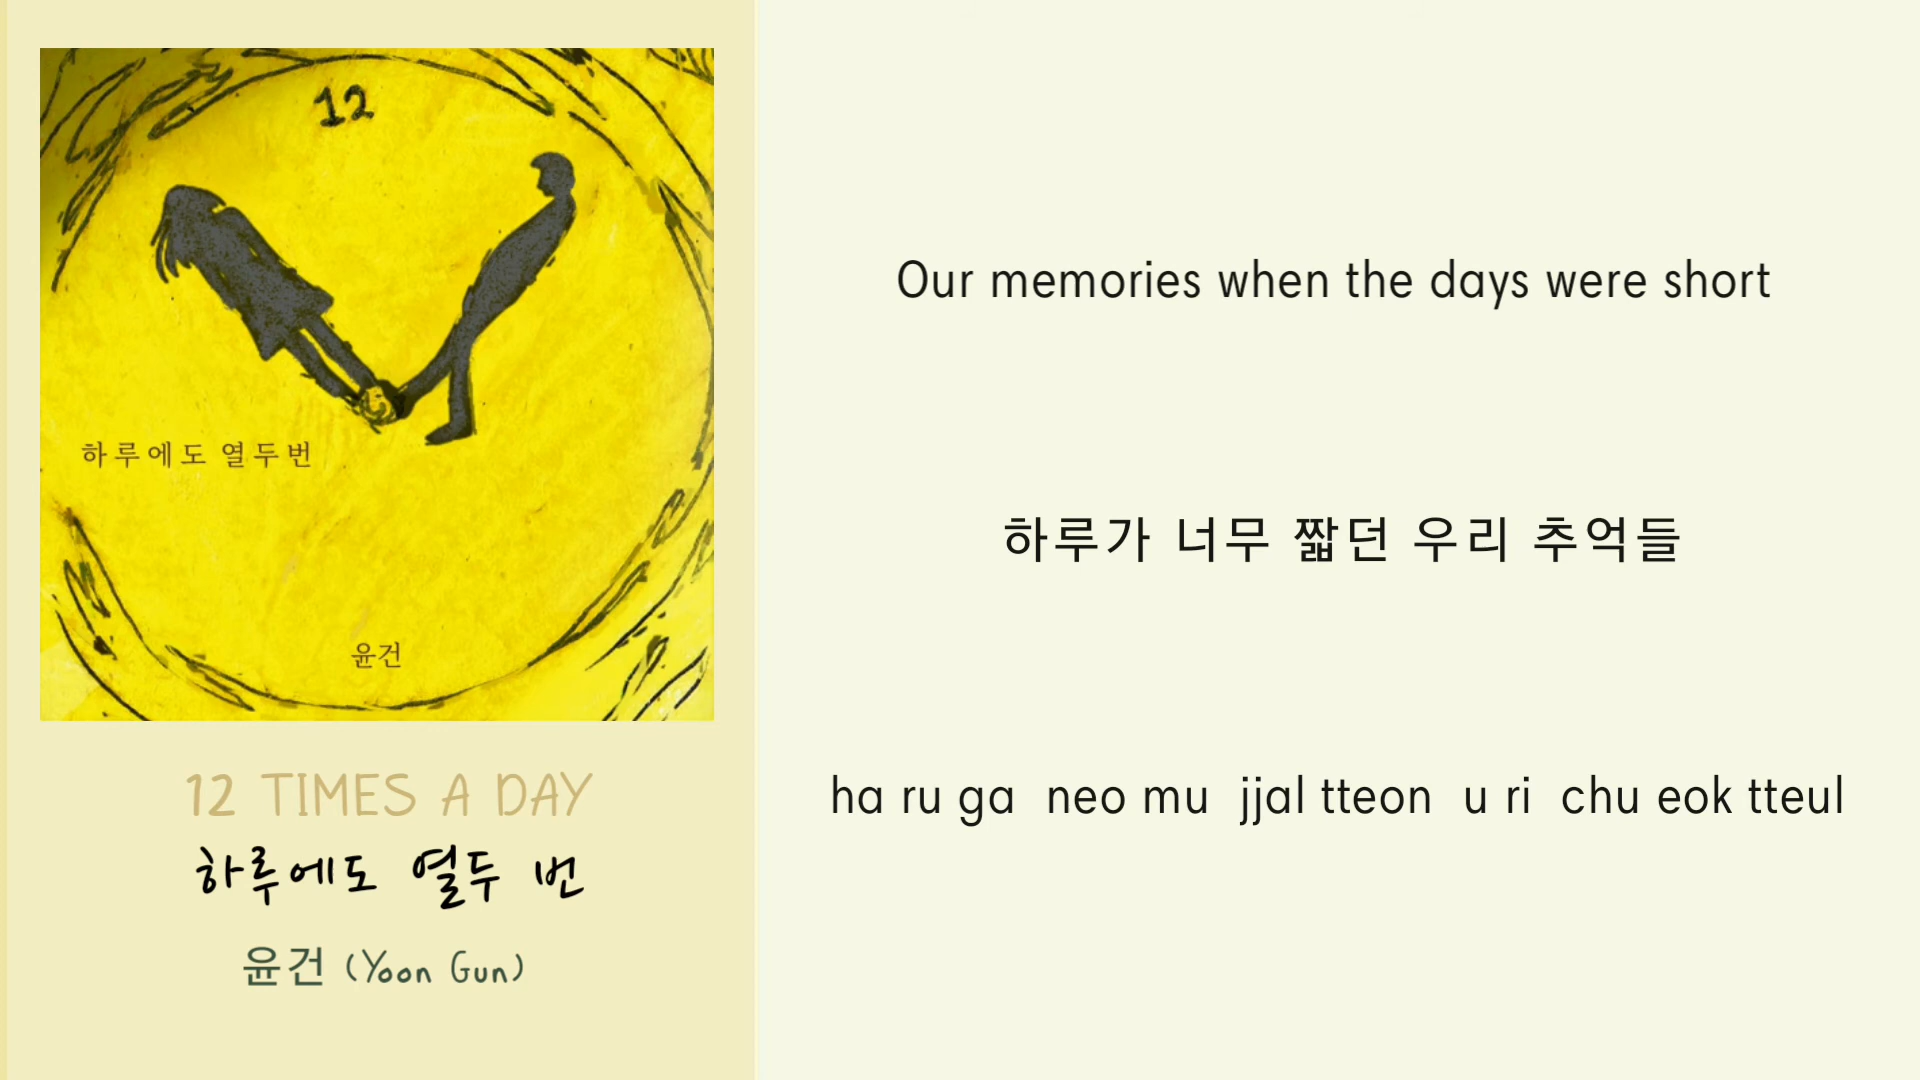 12
하루에도 열두번
윤건
12 TIMES A DAY
하루에도 열두 번
윤건 (Yoon Gun)
Our memories when the days were short
하루가 너무 짧던 우리 추억들
ha ru ga neo mu jjal tteon u ri chu eok tteul